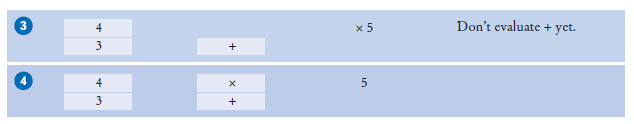 3 4 × 5 Don't evaluate + yet.
3 +
4 4 × 5
3 +